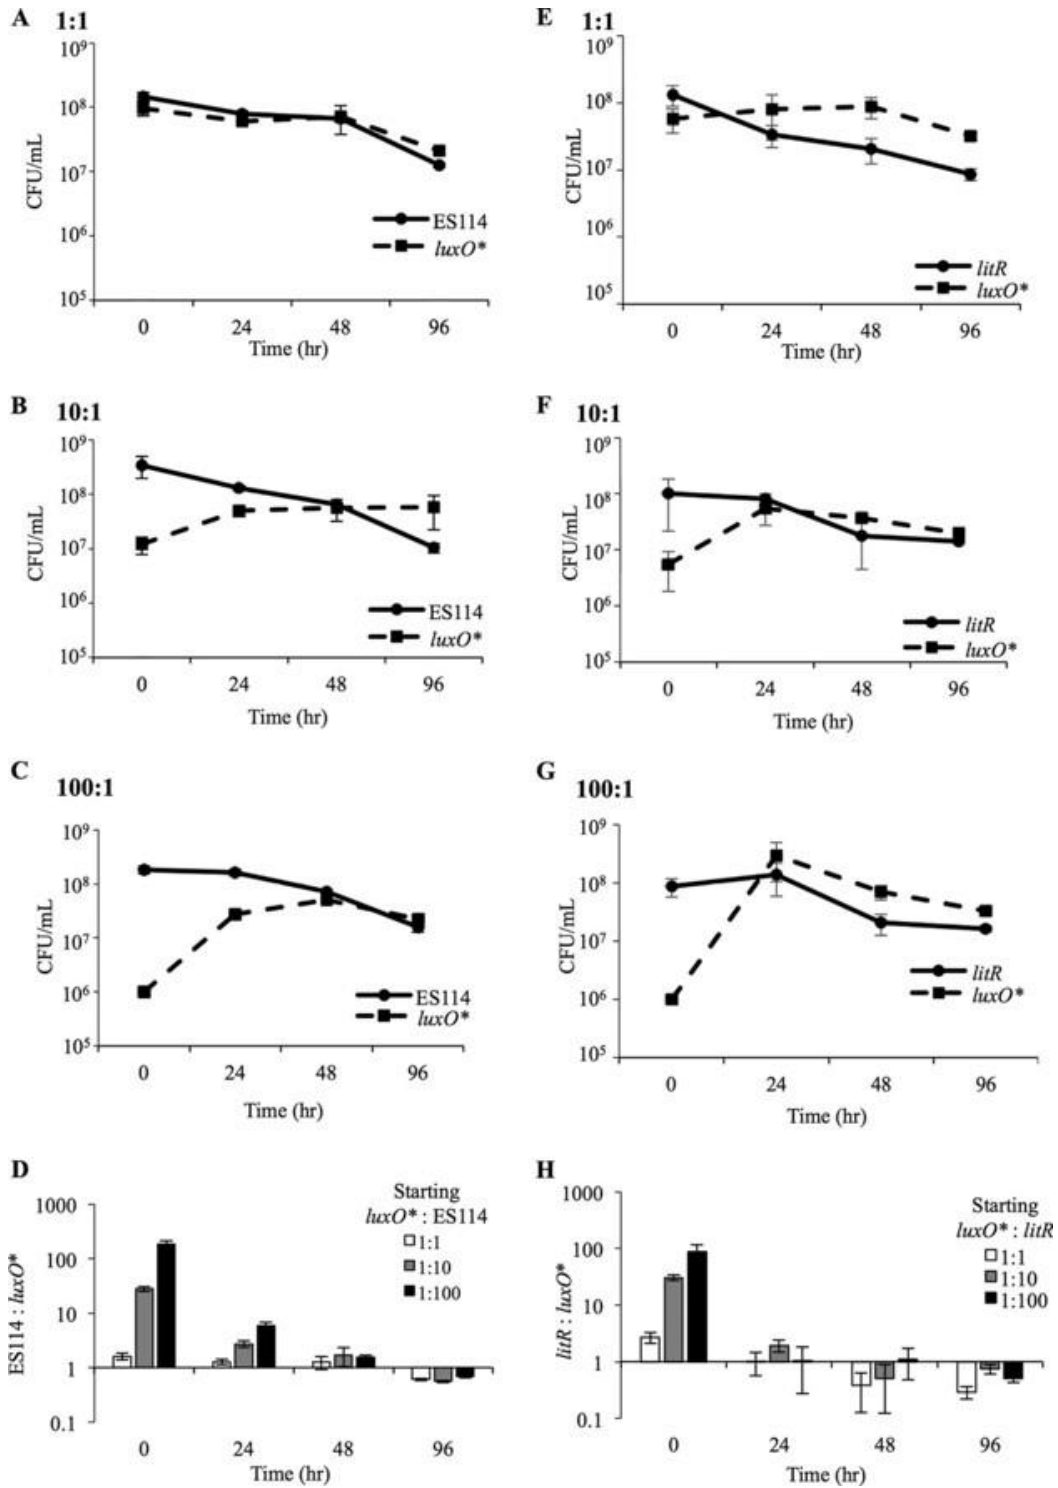 A
1:1
10⁹
10⁸
10⁷
10⁶
10⁵
CFU/mL
ES114
luxO*
0 24 48 96
Time (hr)
B
10:1
10⁹
10⁸
10⁷
10⁶
10⁵
CFU/mL
ES114
luxO*
0 24 48 96
Time (hr)
C
100:1
10⁹
10⁸
10⁷
10⁶
10⁵
CFU/mL
ES114
luxO*
0 24 48 96
Time (hr)
D
1000
100
10
1
0.1
ES114 : luxO*
Starting
luxO* : ES114
1:1
1:10
1:100
0 24 48 96
Time (hr)
E
1:1
10⁹
10⁸
10⁷
10⁶
10⁵
CFU/mL
litR
luxO*
0 24 48 96
Time (hr)
F
10:1
10⁹
10⁸
10⁷
10⁶
10⁵
CFU/mL
litR
luxO*
0 24 48 96
Time (hr)
G
100:1
10⁹
10⁸
10⁷
10⁶
10⁵
CFU/mL
litR
luxO*
0 24 48 96
Time (hr)
H
1000
100
10
1
0.1
litR : luxO*
Starting
luxO* : litR
1:1
1:10
1:100
0 24 48 96
Time (hr)